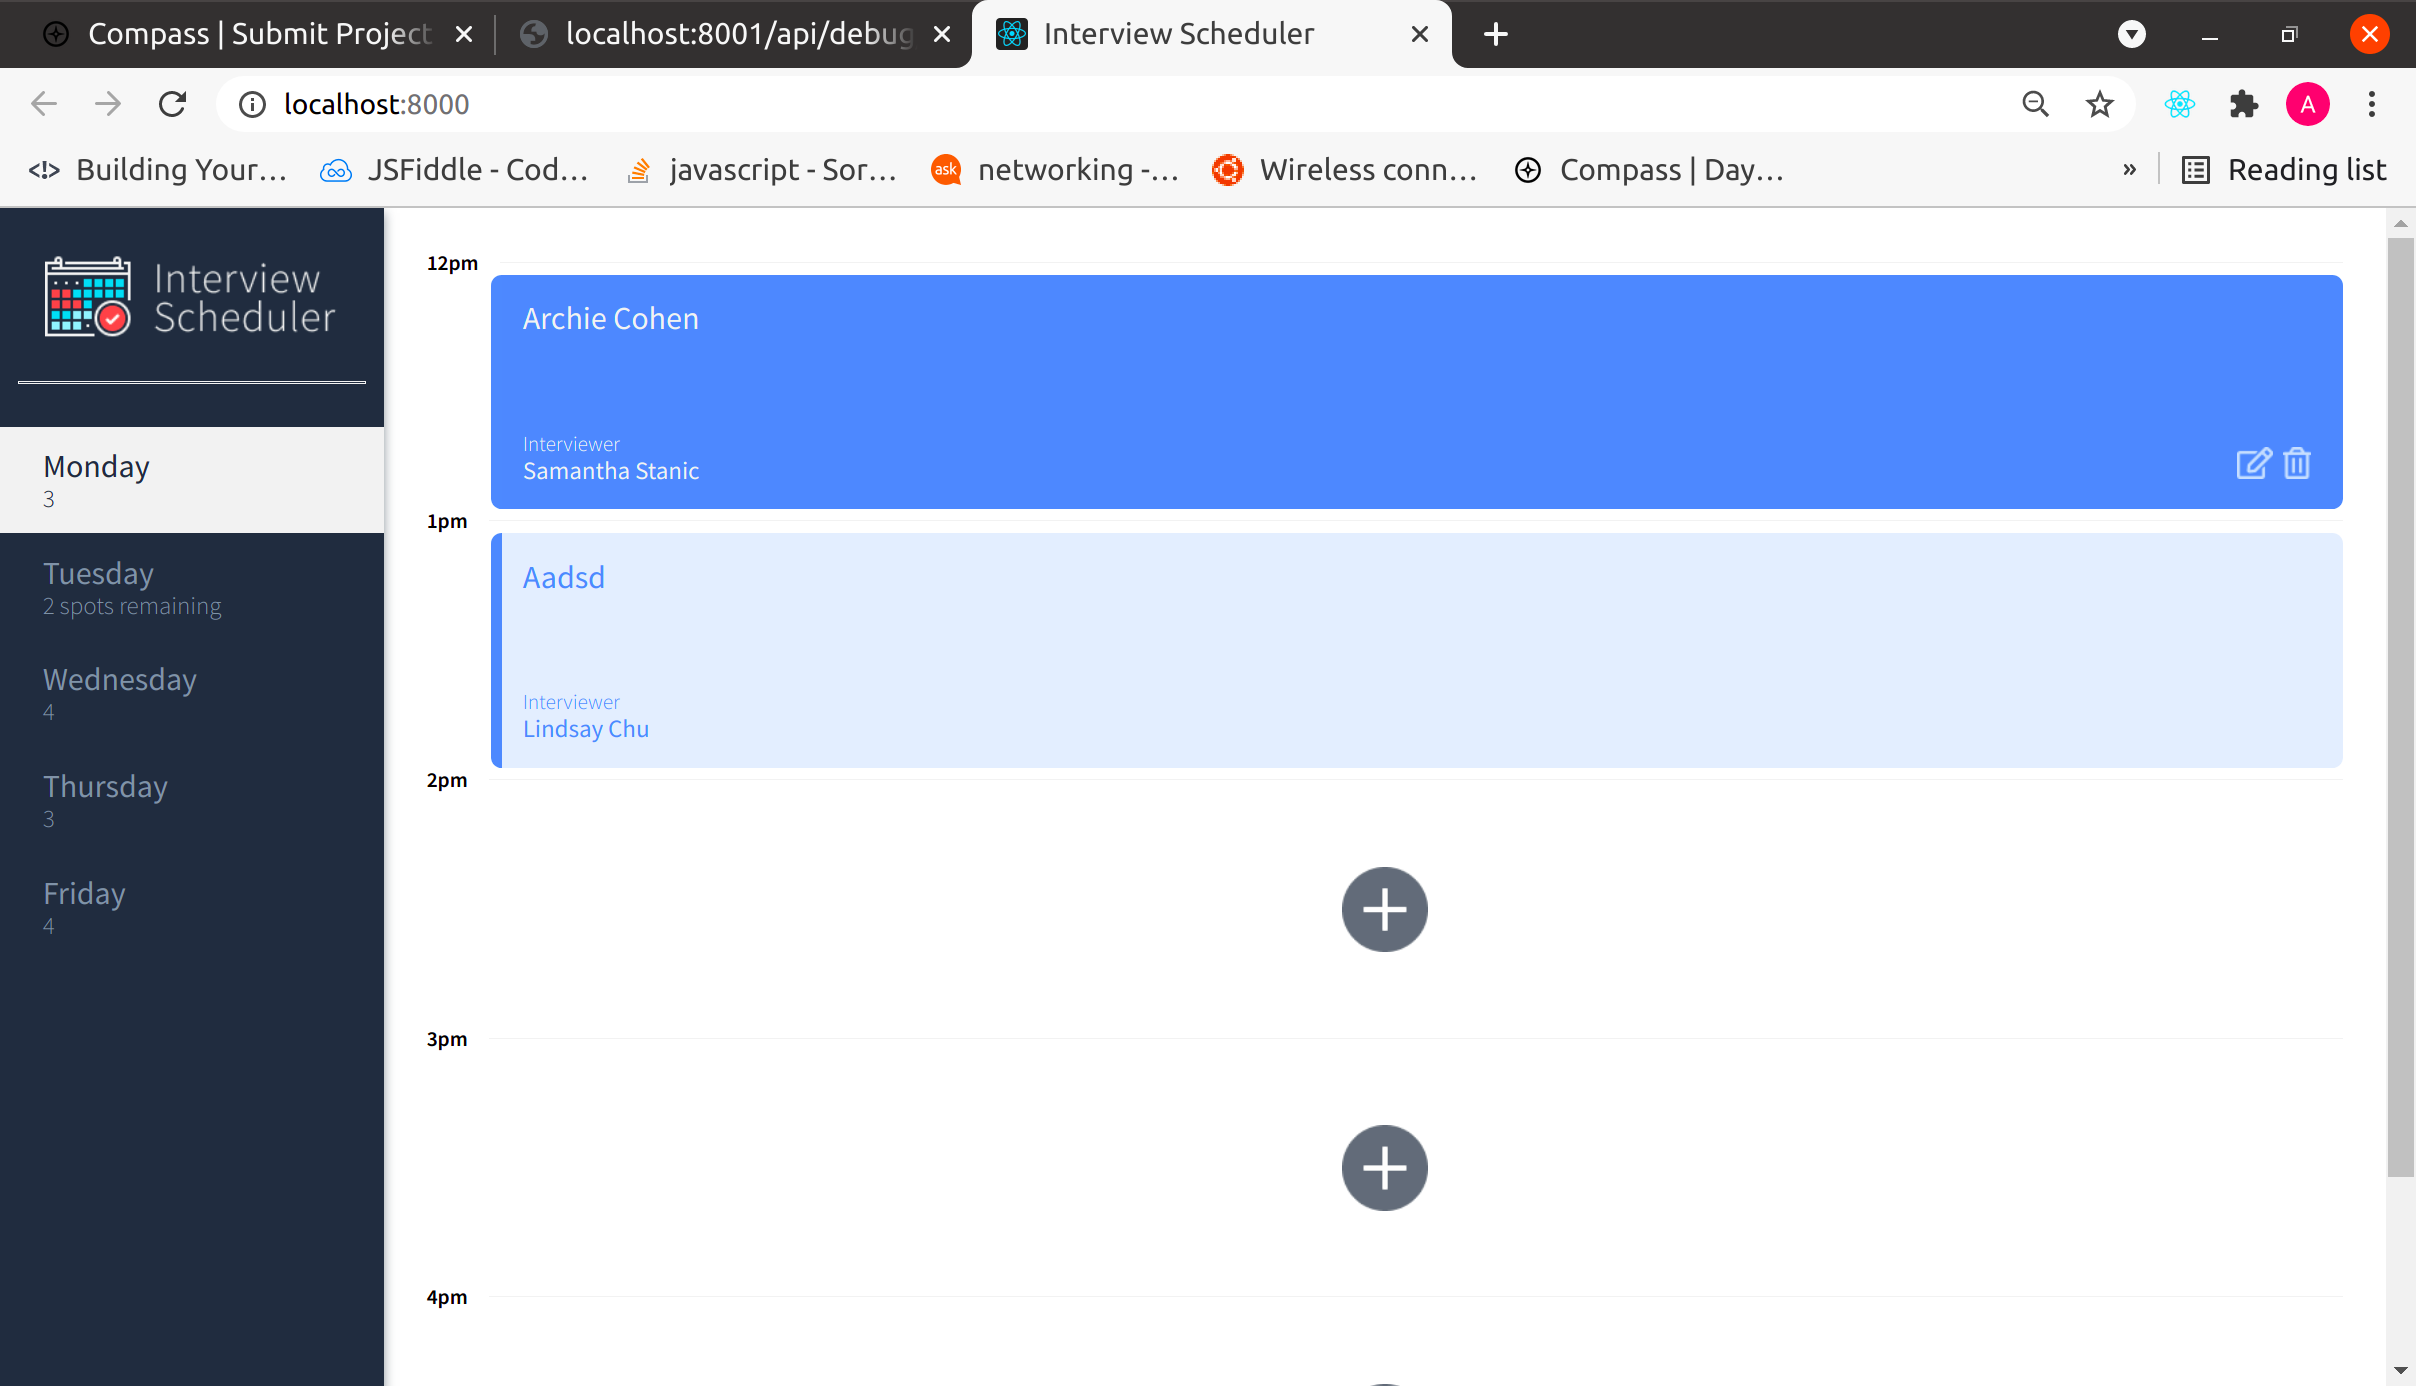 Compass | Submit Project
localhost:8001/api/debug
Interview Scheduler
localhost:8000
A
Building Your...
JSFiddle - Cod...
javascript - Sor...
ask
networking -...
Wireless conn...
Compass | Day...
»
Reading list
Interview
Scheduler
Monday
3
Tuesday
2 spots remaining
Wednesday
4
Thursday
3
Friday
4
12pm
Archie Cohen
Interviewer
Samantha Stanic
1pm
Aadsd
Interviewer
Lindsay Chu
2pm
3pm
4pm